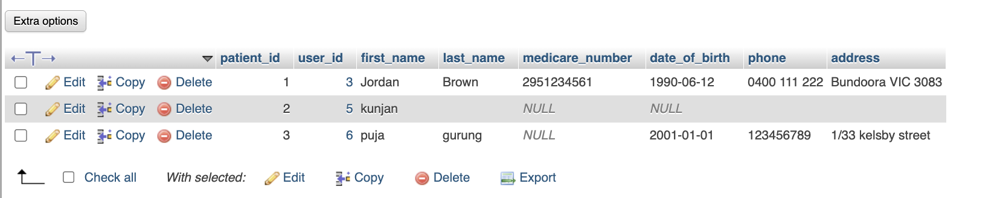 Extra options
patient_id user_id first_name last_name medicare_number date_of_birth phone address
Edit Copy Delete 1 3 Jordan Brown 2951234561 1990-06-12 0400 111 222 Bundoora VIC 3083
Edit Copy Delete 2 5 kunjan NULL NULL
Edit Copy Delete 3 6 puja gurung NULL 2001-01-01 123456789 1/33 kelsby street
Check all With selected: Edit Copy Delete Export